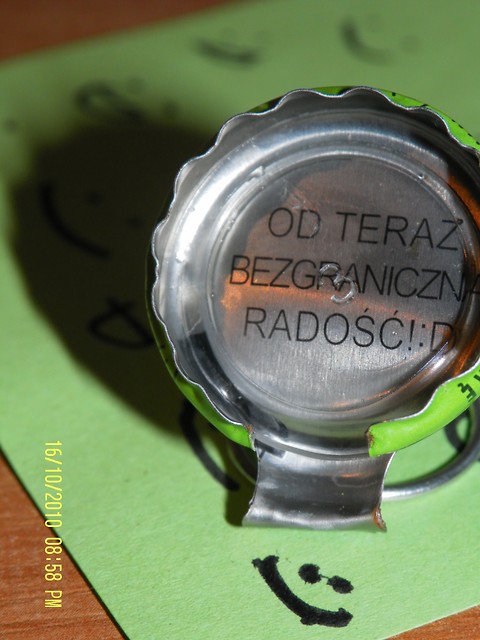 OD TERAZ
BEZGRANICZNA
RADOŚĆ!:D
16/10/2010 08:58 PM